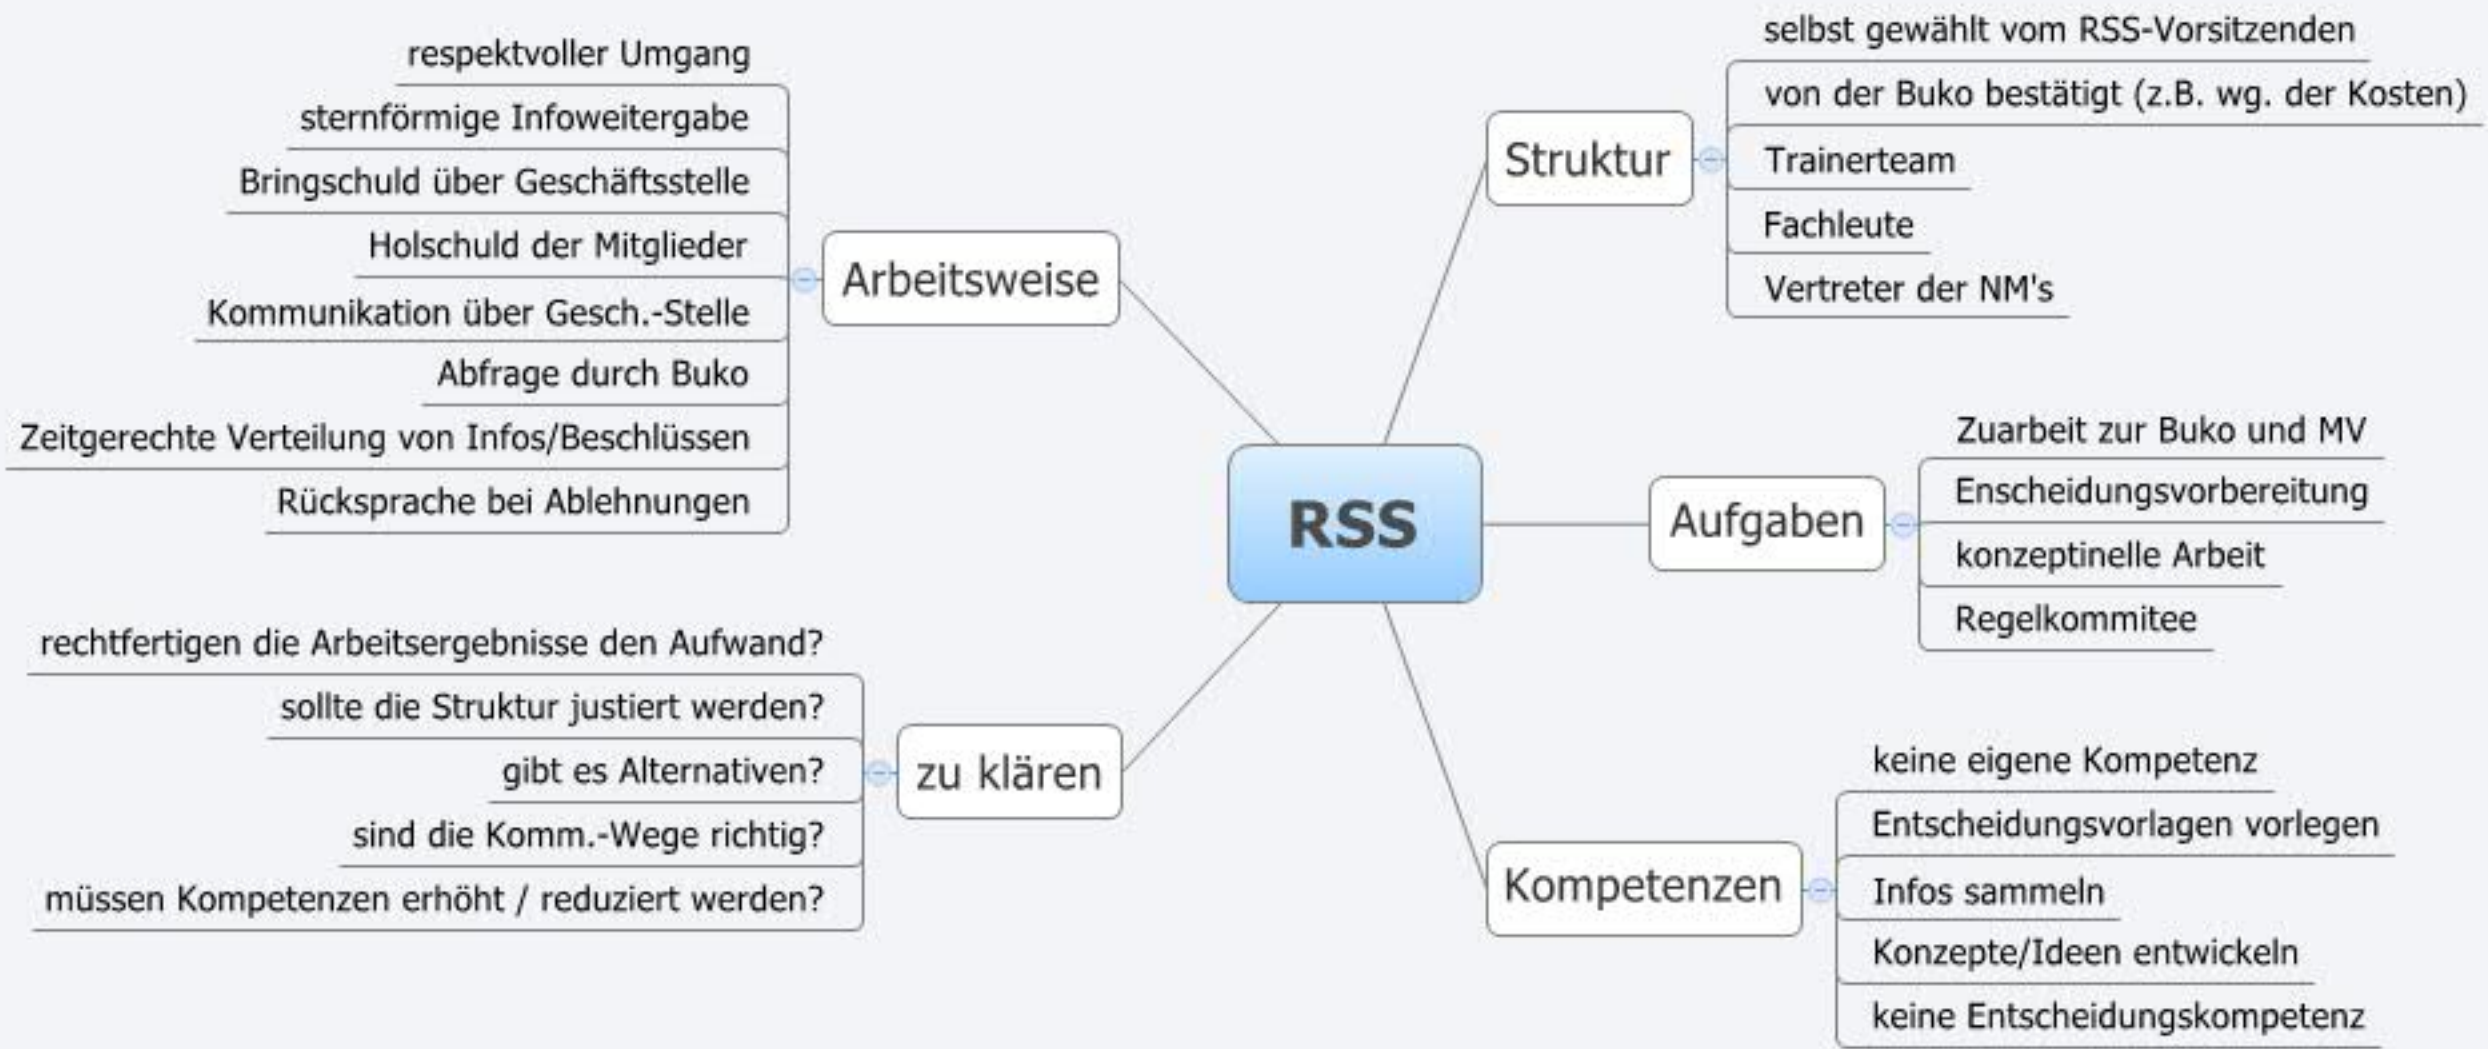 RSS
Arbeitsweise
respektvoller Umgang
sternförmige Infoweitergabe
Bringschuld über Geschäftsstelle
Holschuld der Mitglieder
Kommunikation über Gesch.-Stelle
Abfrage durch Buko
Zeitgerechte Verteilung von Infos/Beschlüssen
Rücksprache bei Ablehnungen
zu klären
rechtfertigen die Arbeitsergebnisse den Aufwand?
sollte die Struktur justiert werden?
gibt es Alternativen?
sind die Komm.-Wege richtig?
müssen Kompetenzen erhöht / reduziert werden?
Struktur
selbst gewählt vom RSS-Vorsitzenden
von der Buko bestätigt (z.B. wg. der Kosten)
Trainerteam
Fachleute
Vertreter der NM's
Aufgaben
Zuarbeit zur Buko und MV
Enscheidungsvorbereitung
konzeptinelle Arbeit
Regelkommitee
Kompetenzen
keine eigene Kompetenz
Entscheidungsvorlagen vorlegen
Infos sammeln
Konzepte/Ideen entwickeln
keine Entscheidungskompetenz